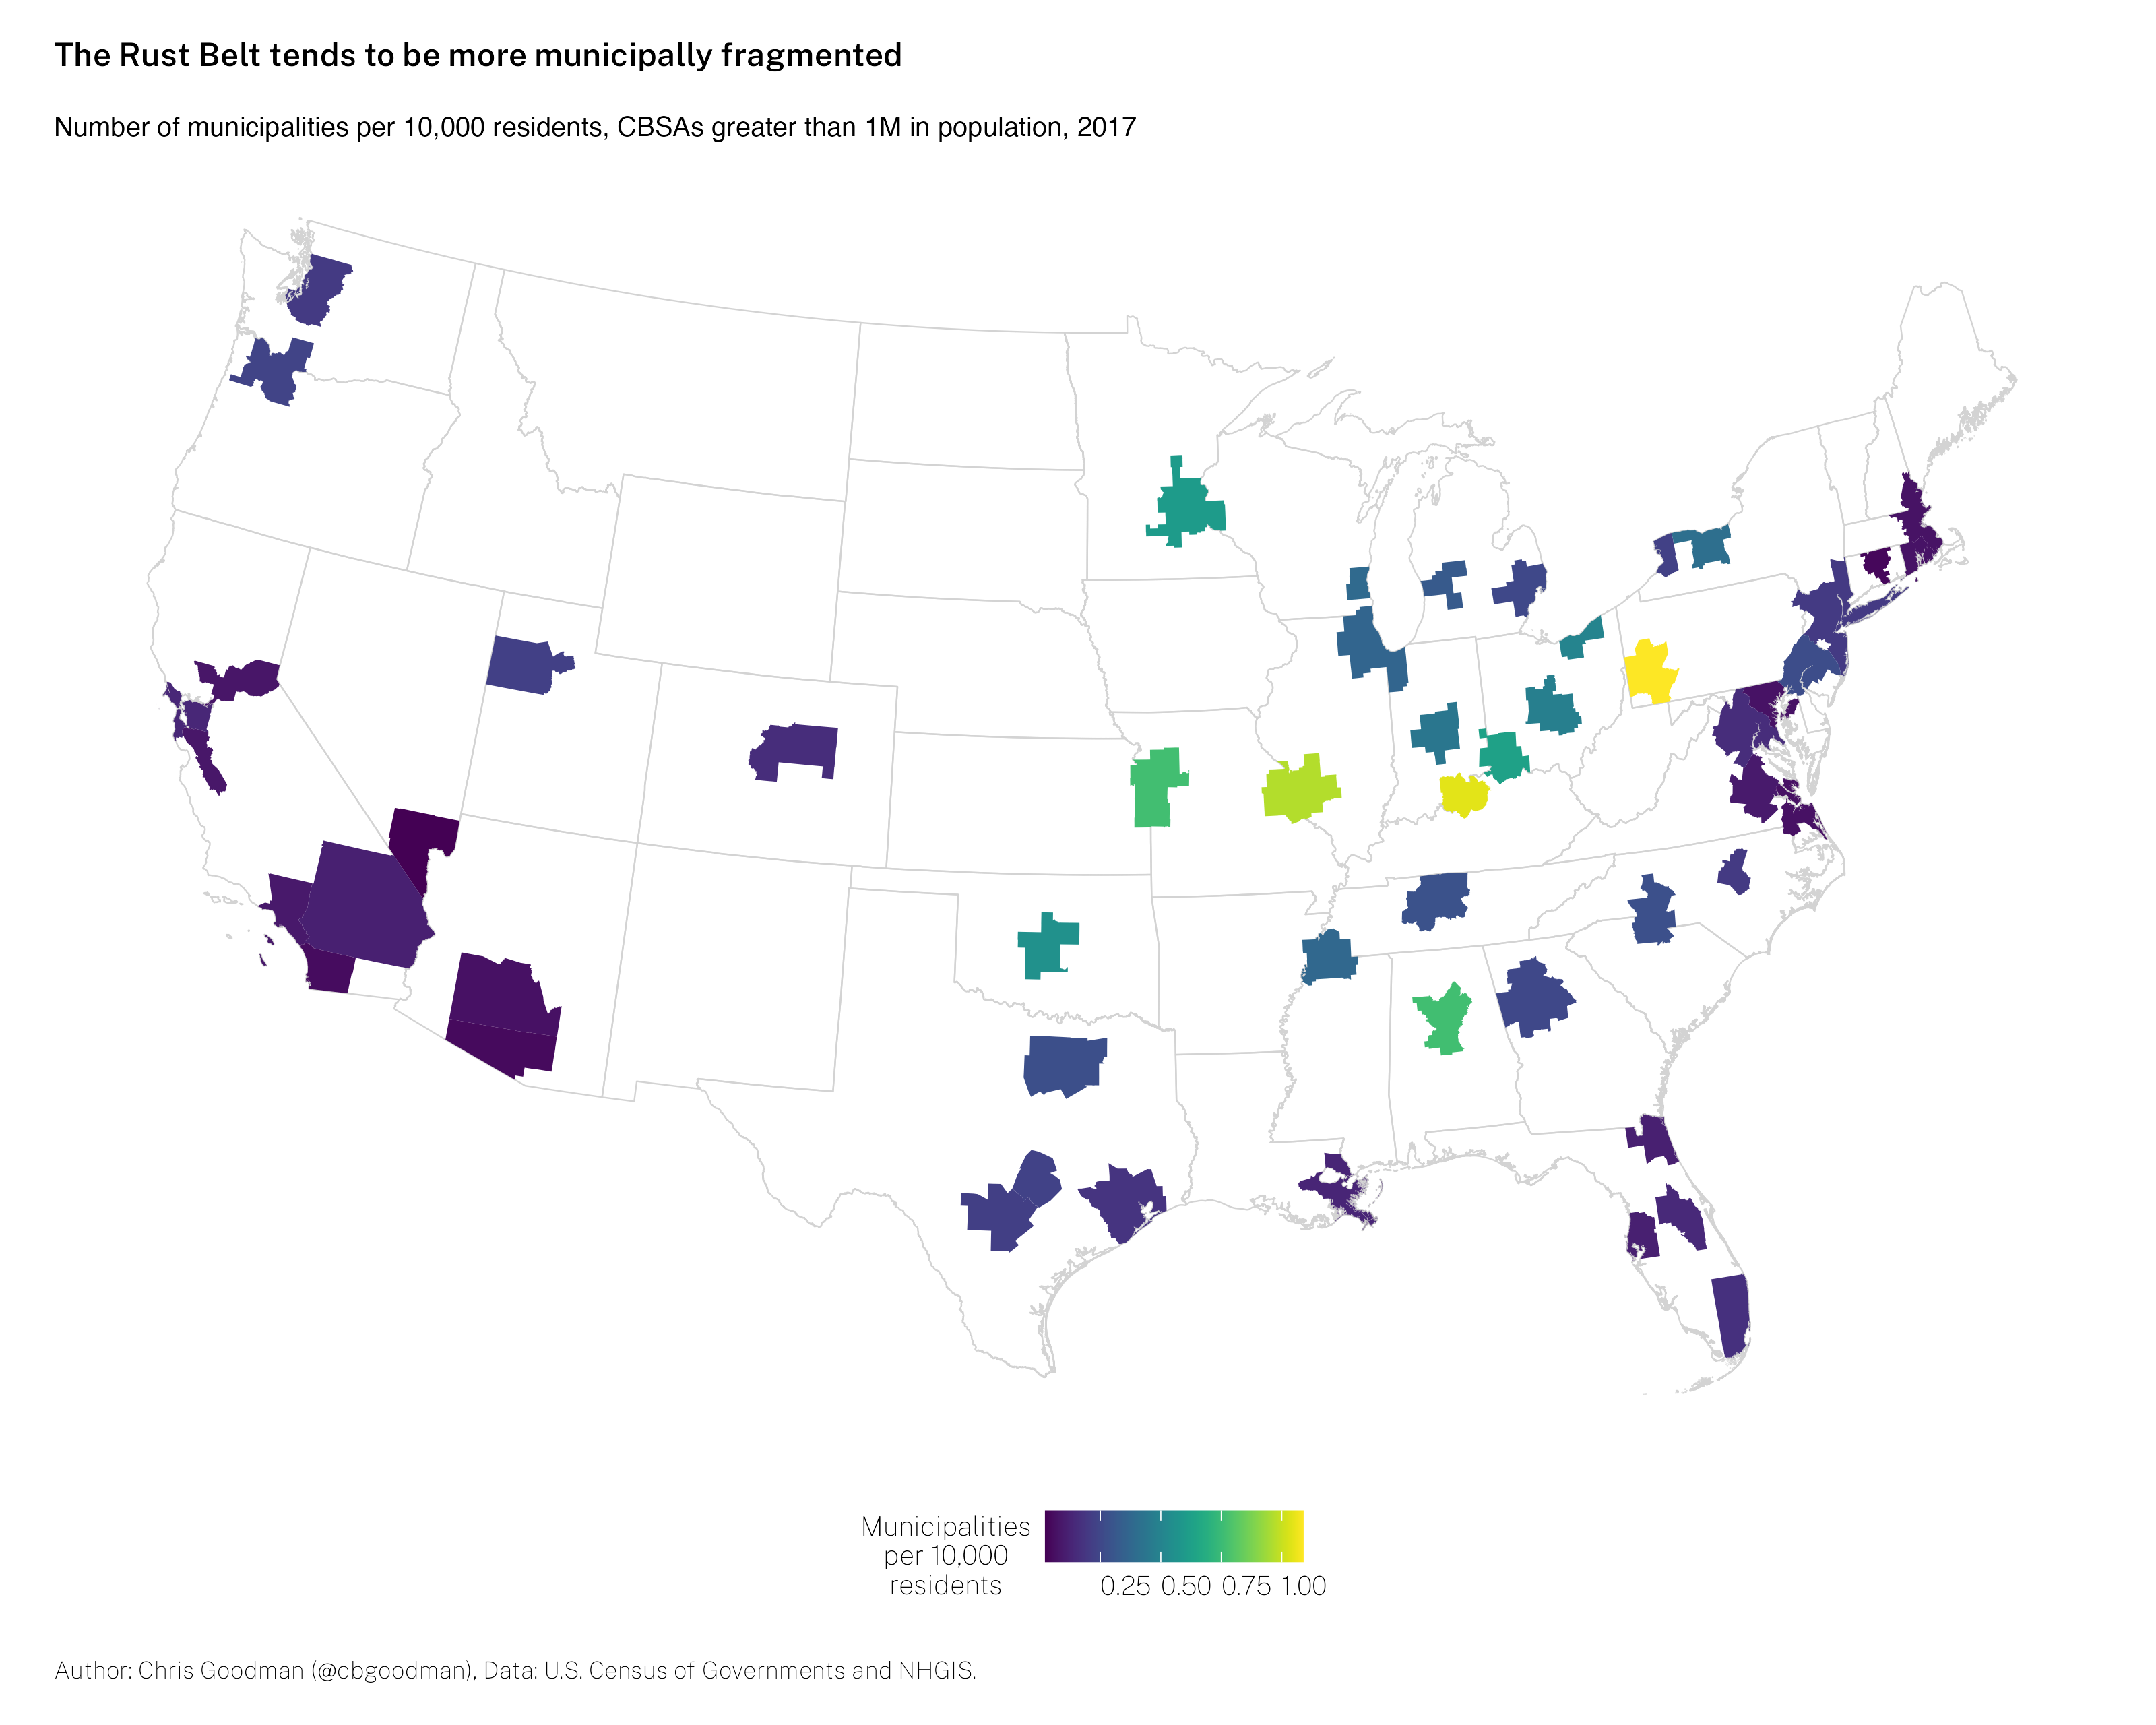 The Rust Belt tends to be more municipally fragmented
Number of municipalities per 10,000 residents, CBSAs greater than 1M in population, 2017
Municipalities
per 10,000
residents
0.25 0.50 0.75 1.00
Author: Chris Goodman (@cbgoodman), Data: U.S. Census of Governments and NHGIS.